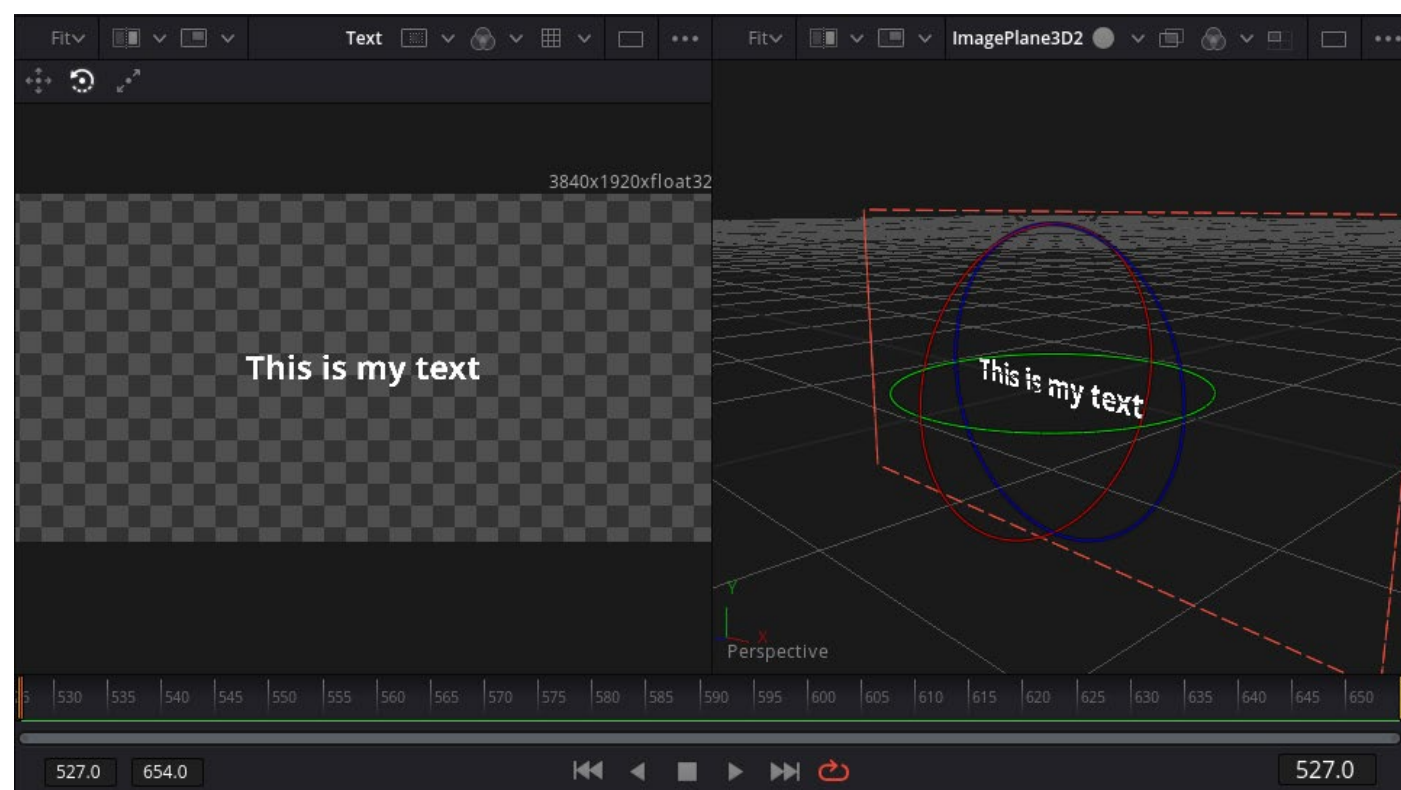 Fit
Text
Fit
ImagePlane3D2
3840x1920xfloat32
This is my text
This is my text
Y
X
Perspective
530 535 540 545 550 555 560 565 570 575 580 585 590 595 600 605 610 615 620 625 630 635 640 645 650
527.0 654.0 527.0